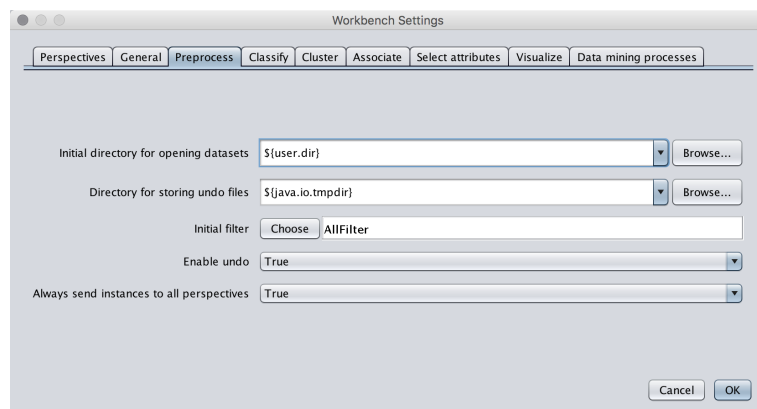 Workbench Settings
Perspectives General Preprocess Classify Cluster Associate Select attributes Visualize Data mining processes
Initial directory for opening datasets ${user.dir} Browse...
Directory for storing undo files ${java.io.tmpdir} Browse...
Initial filter Choose AllFilter
Enable undo True
Always send instances to all perspectives True
Cancel OK